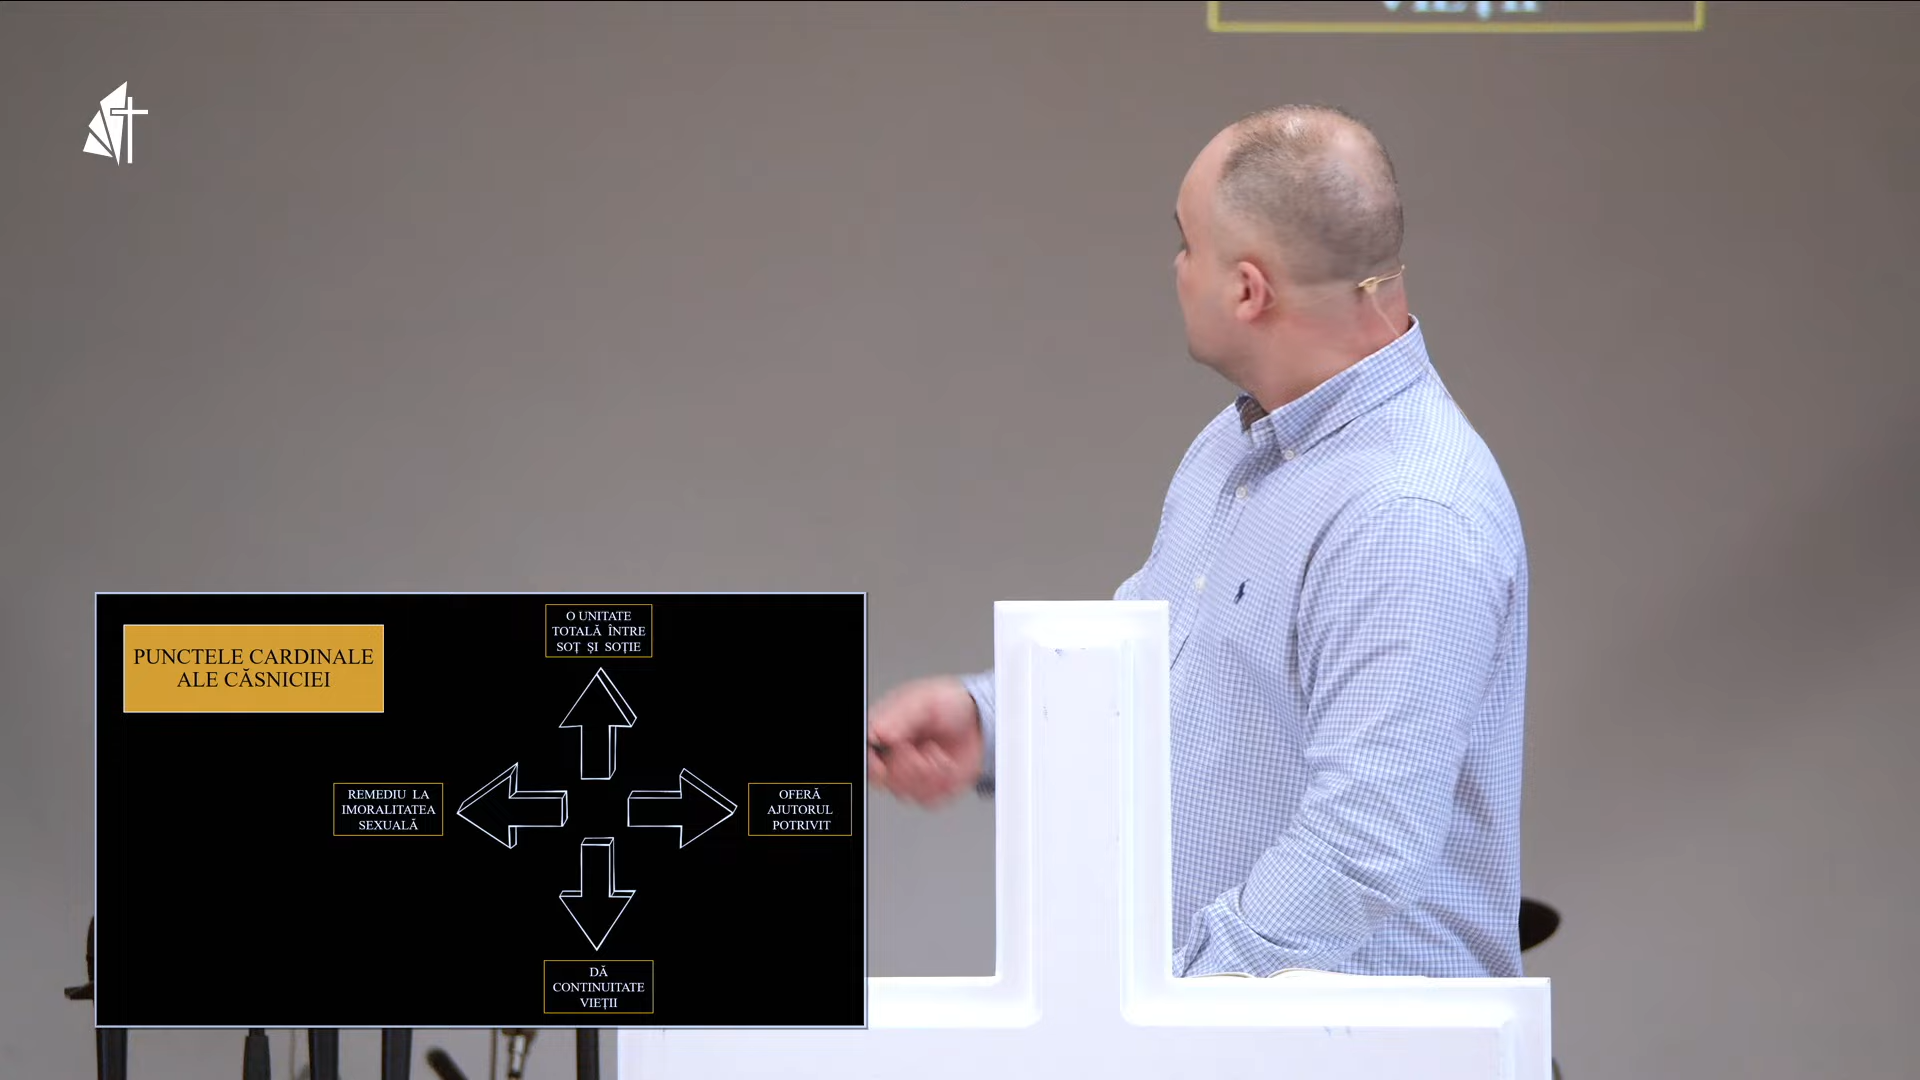 VIEȚII
PUNCTELE CARDINALE
ALE CĂSNICIEI
O UNITATE
TOTALĂ ÎNTRE
SOȚ ȘI SOȚIE
REMEDIU LA
IMORALITATEA
SEXUALĂ
OFERĂ
AJUTORUL
POTRIVIT
DĂ
CONTINUITATE
VIEȚII